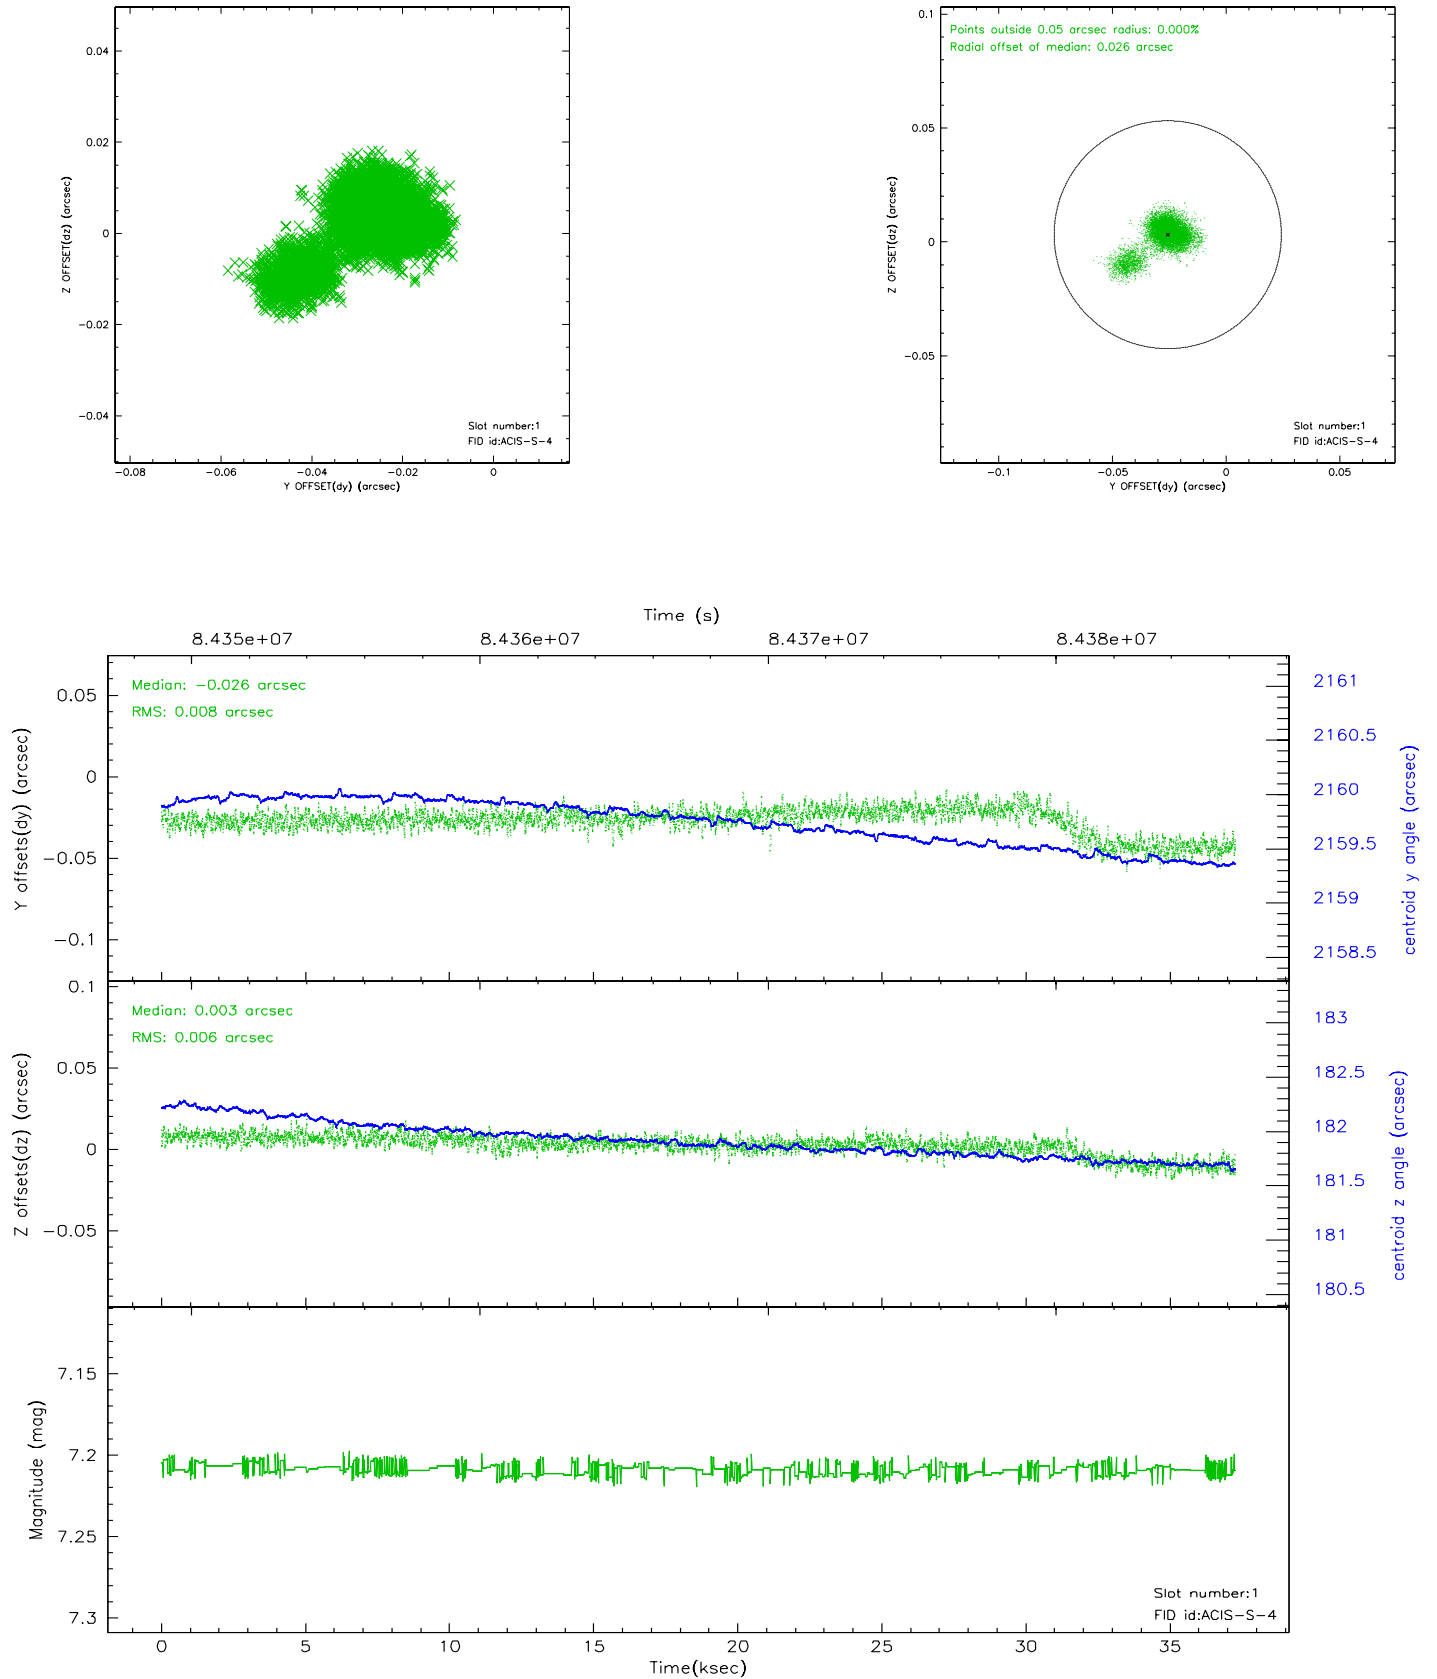 0.04
0.02
0
−0.02
−0.04
Z OFFSET(dz) (arcsec)
−0.08
−0.06
−0.04
−0.02
0
Y OFFSET(dy) (arcsec)
Slot number:1
FID id:ACIS−S−4
Points outside 0.05 arcsec radius: 0.000%
Radial offset of median: 0.026 arcsec
0.1
0.05
0
−0.05
Z OFFSET(dz) (arcsec)
−0.1
−0.05
0
0.05
Y OFFSET(dy) (arcsec)
Slot number:1
FID id:ACIS−S−4
Time (s)
8.435e+07
8.436e+07
8.437e+07
8.438e+07
Median: −0.026 arcsec
RMS: 0.008 arcsec
0.05
0
−0.05
−0.1
Y offsets(dy) (arcsec)
2161
2160.5
2160
2159.5
2159
2158.5
centroid y angle (arcsec)
Median: 0.003 arcsec
RMS: 0.006 arcsec
0.1
0.05
0
−0.05
Z offsets(dz) (arcsec)
183
182.5
182
181.5
181
180.5
centroid z angle (arcsec)
7.15
7.2
7.25
7.3
Magnitude (mag)
Slot number:1
FID id:ACIS−S−4
0
5
10
15
20
25
30
35
Time(ksec)